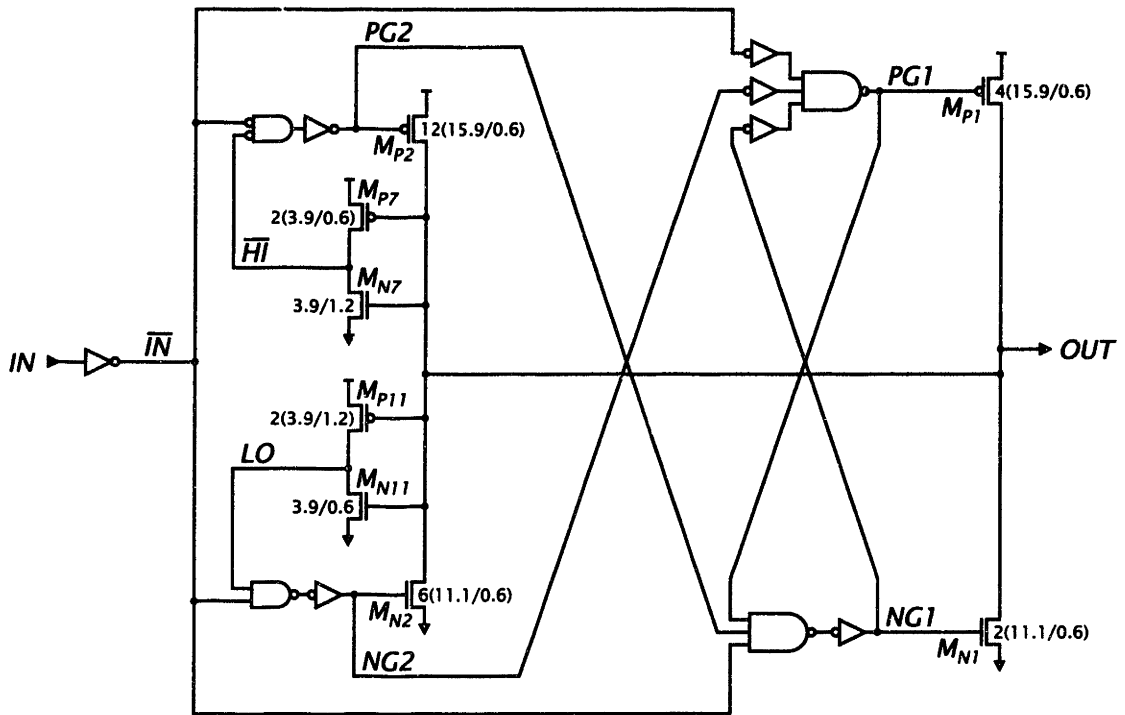 PG2
PG1
4(15.9/0.6)
M_P1
12(15.9/0.6)
M_P2
M_P7
2(3.9/0.6)
H̅I̅
M_N7
3.9/1.2
IN
I̅N̅
OUT
M_P11
2(3.9/1.2)
LO
M_N11
3.9/0.6
6(11.1/0.6)
M_N2
NG2
NG1
2(11.1/0.6)
M_N1